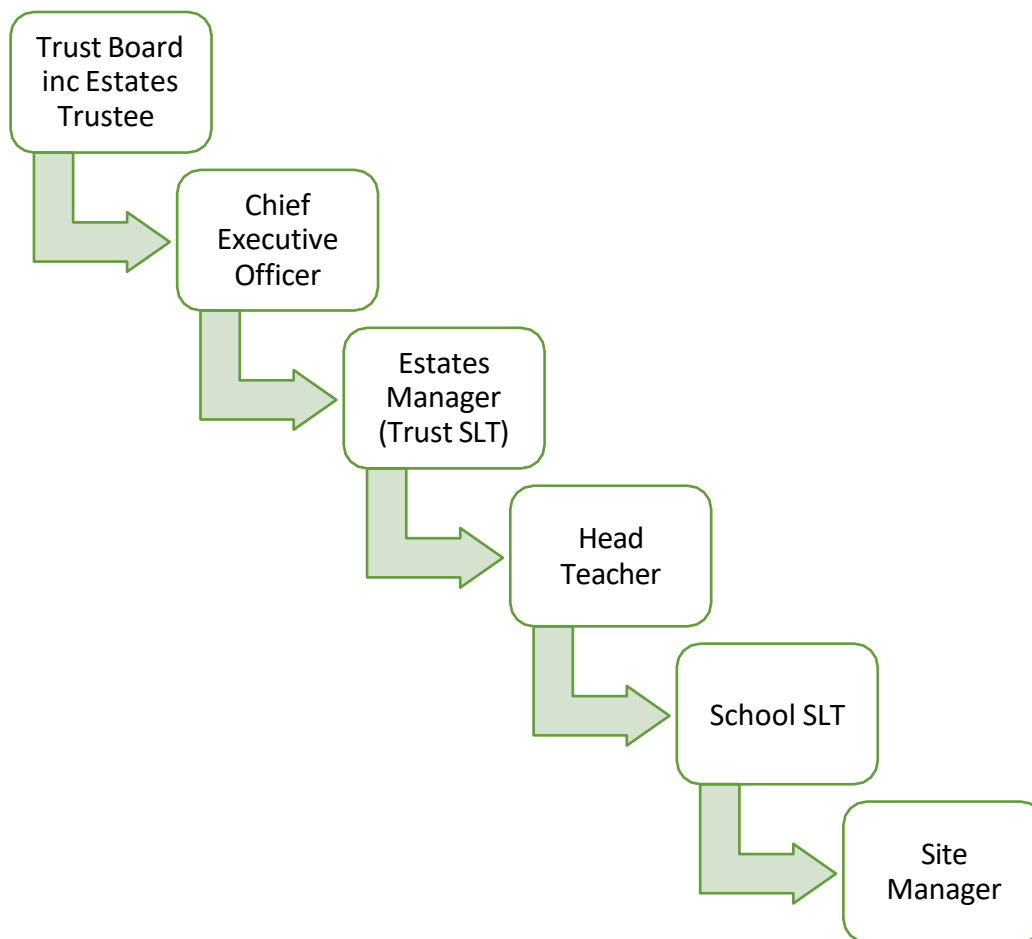 Trust Board
inc Estates
Trustee
Chief
Executive
Officer
Estates
Manager
(Trust SLT)
Head
Teacher
School SLT
Site
Manager